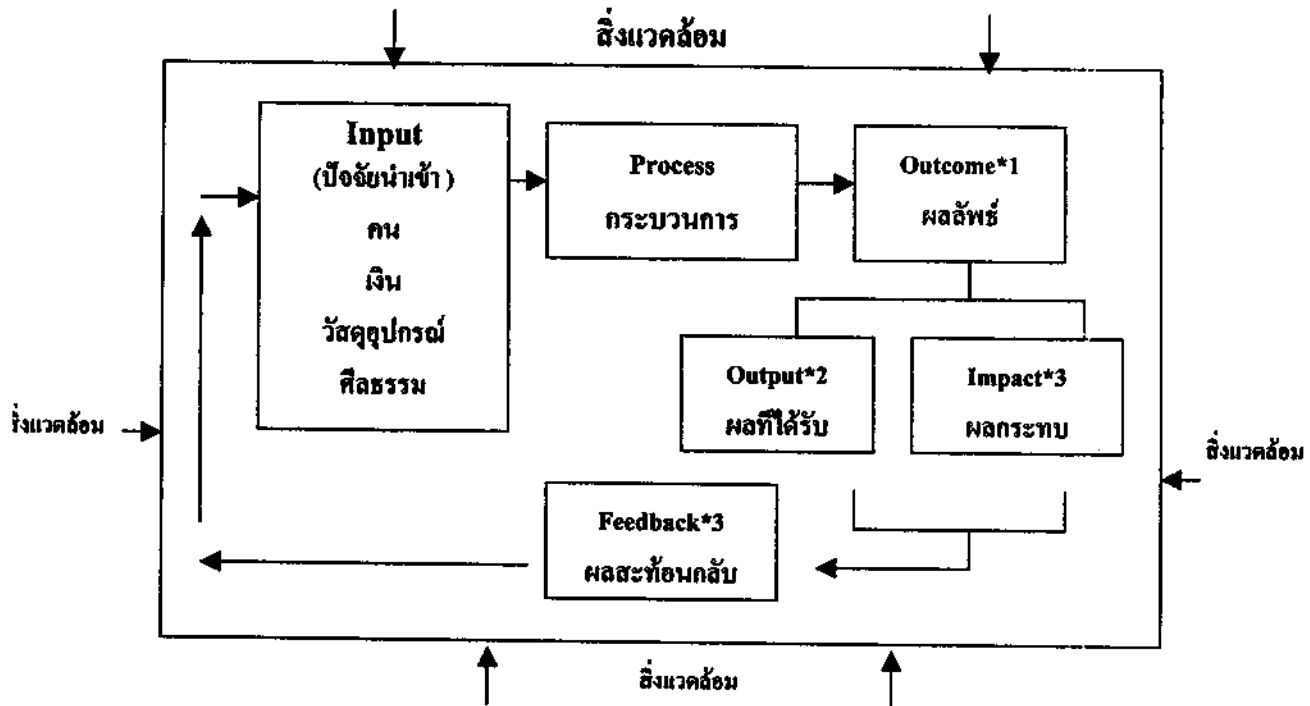 สิ่งแวดล้อม
Input
(ปัจจัยนำเข้า)
คน
เงิน
วัสดุอุปกรณ์
ศีลธรรม
Process
กระบวนการ
Outcome*1
ผลลัพธ์
Output*2
ผลที่ได้รับ
Impact*3
ผลกระทบ
สิ่งแวดล้อม
สิ่งแวดล้อม
Feedback*3
ผลสะท้อนกลับ
สิ่งแวดล้อม